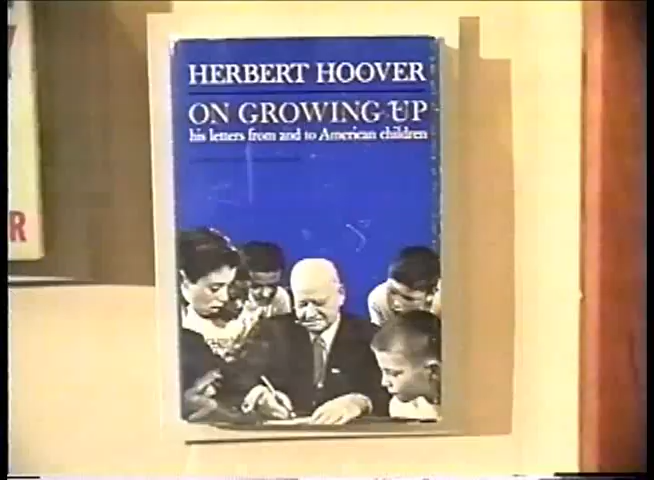 HERBERT HOOVER
ON GROWING UP
his letters from and to American children
R